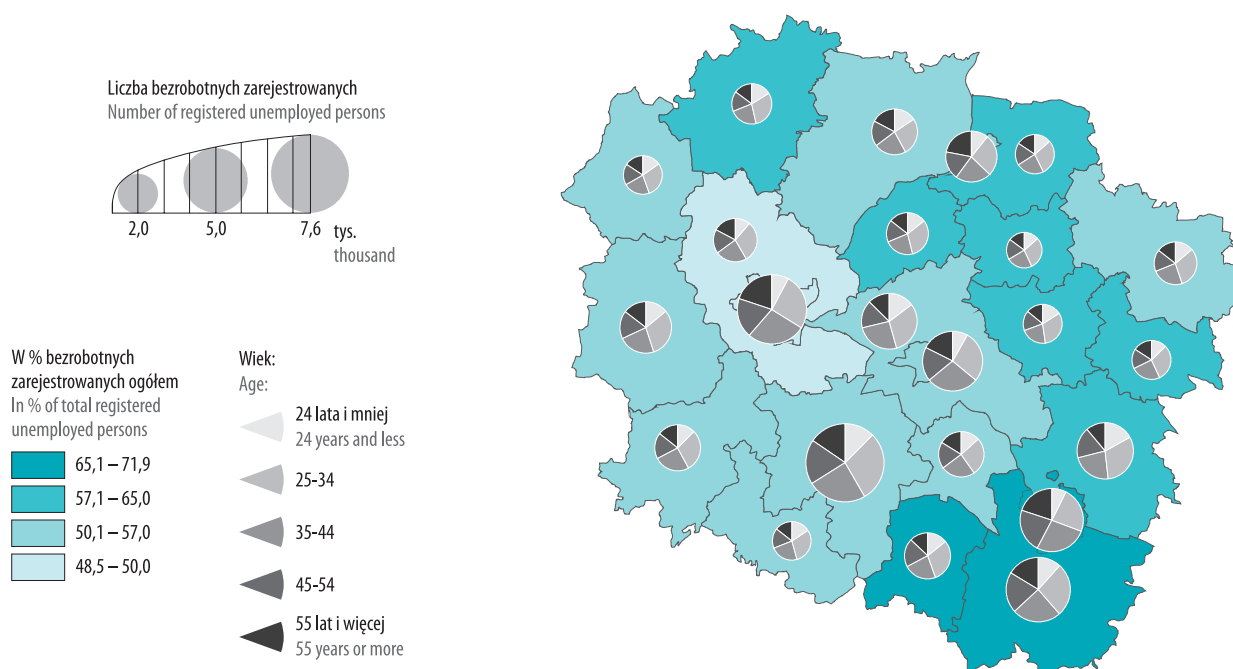 Liczba bezrobotnych zarejestrowanych
Number of registered unemployed persons
2,0 5,0 7,6 tys.
thousand
W % bezrobotnych
zarejestrowanych ogółem
In % of total registered
unemployed persons
65,1 – 71,9
57,1 – 65,0
50,1 – 57,0
48,5 – 50,0
Wiek:
Age:
24 lata i mniej
24 years and less
25-34
35-44
45-54
55 lat i więcej
55 years or more